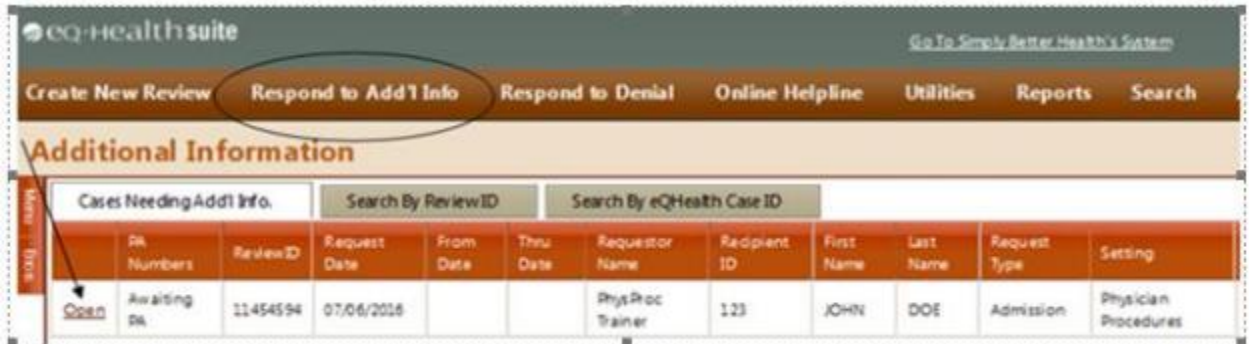 eQ-Health suite
Go To Simply Better Health's System
Create New Review Respond to Add'l Info Respond to Denial Online Helpline Utilities Reports Search
Additional Information
Cases Needing Add'l Info. Search By ReviewID Search By eQHealth Case ID
PA Numbers ReviewID Request Date From Date Thru Date Requestor Name Recipient ID First Name Last Name Request Type Setting
Open Awaiting PA 11454594 07/06/2016 PhysProc Trainer 123 JOHN DOE Admission Physician Procedures